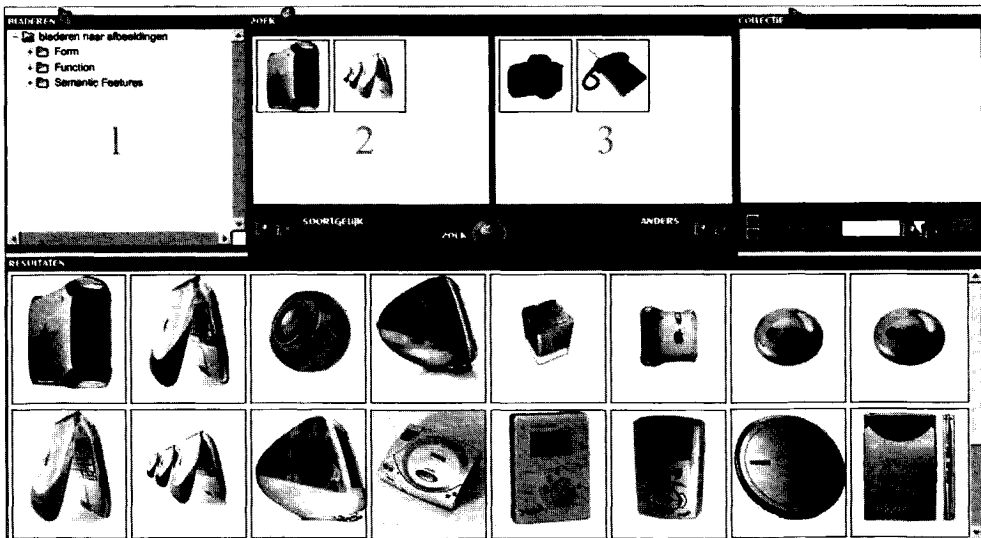 BLADEREN
ZOEK
COLLECTIE
bladeren naar afbeeldingen
Form
Function
Semantic Features
1
2
3
SOORTGELIJK
ZOEK
ANDERS
RESULTATEN